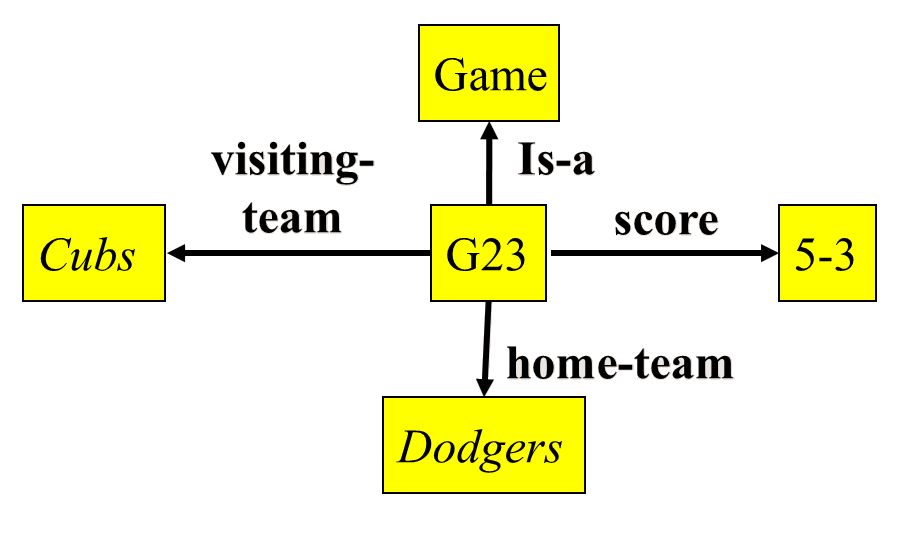 Game
visiting-
team
Is-a
Cubs
G23
score
5-3
home-team
Dodgers